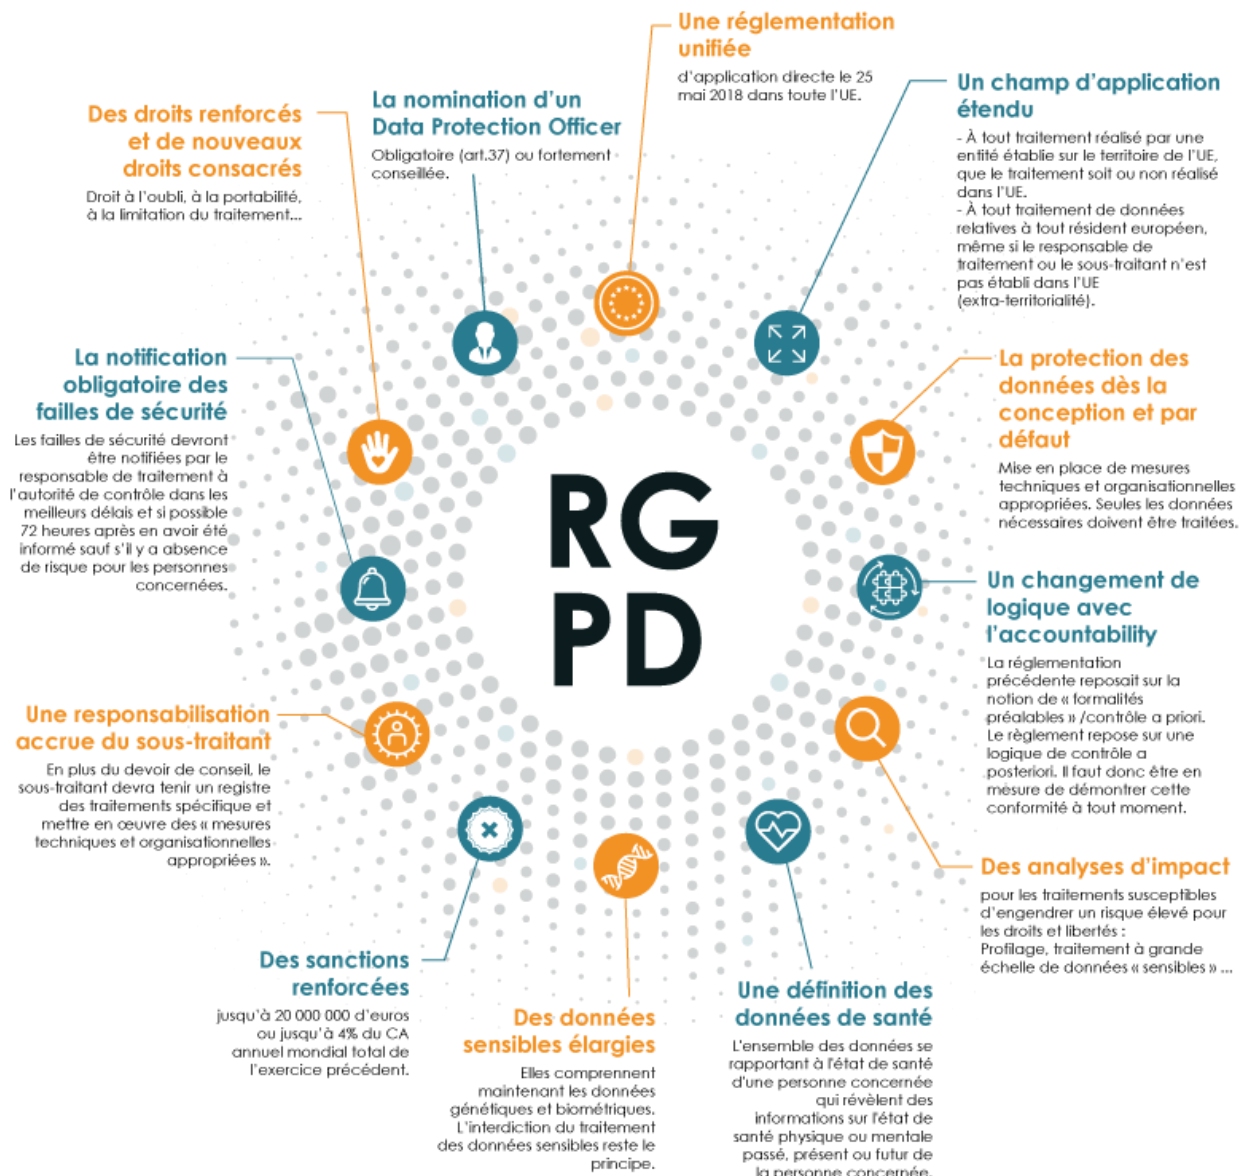 Une réglementation
unifiée
d'application directe le 25
mai 2018 dans toute l'UE.
Un champ d'application
étendu
- À tout traitement réalisé par une
entité établie sur le territoire de l'UE,
que le traitement soit ou non réalisé
dans l'UE.
- À tout traitement de données
relatives à tout résident européen,
même si le responsable de
traitement ou le sous-traitant n'est
pas établi dans l'UE
(extra-territorialité).
La protection des
données dès la
conception et par
défaut
Mise en place de mesures
techniques et organisationnelles
appropriées. Seules les données
nécessaires doivent être traitées.
Un changement de
logique avec
l'accountability
La réglementation
précédente reposait sur la
notion de « formalités
préalables » /contrôle a priori.
Le règlement repose sur une
logique de contrôle a
posteriori. Il faut donc être en
mesure de démontrer cette
conformité à tout moment.
Des analyses d'impact
pour les traitements susceptibles
d'engendrer un risque élevé pour
les droits et libertés :
Profilage, traitement à grande
échelle de données « sensibles » ...
Une définition des
données de santé
L'ensemble des données se
rapportant à l'état de santé
d'une personne concernée
qui révèlent des
informations sur l'état de
santé physique ou mentale
passé, présent ou futur de
la personne concernée.
Des données
sensibles élargies
Elles comprennent
maintenant les données
génétiques et biométriques.
L'interdiction du traitement
des données sensibles reste le
principe.
Des sanctions
renforcées
jusqu'à 20 000 000 d'euros
ou jusqu'à 4% du CA
annuel mondial total de
l'exercice précédent.
Une responsabilisation
accrue du sous-traitant
En plus du devoir de conseil, le
sous-traitant devra tenir un registre
des traitements spécifique et
mettre en œuvre des « mesures
techniques et organisationnelles
appropriées ».
La notification
obligatoire des
failles de sécurité
Les failles de sécurité devront
être notifiées par le
responsable de traitement à
l'autorité de contrôle dans les
meilleurs délais et si possible
72 heures après en avoir été
informé sauf s'il y a absence
de risque pour les personnes
concernées.
Des droits renforcés
et de nouveaux
droits consacrés
Droit à l'oubli, à la portabilité,
à la limitation du traitement...
La nomination d'un
Data Protection Officer
Obligatoire (art.37) ou fortement
conseillée.
RG
PD